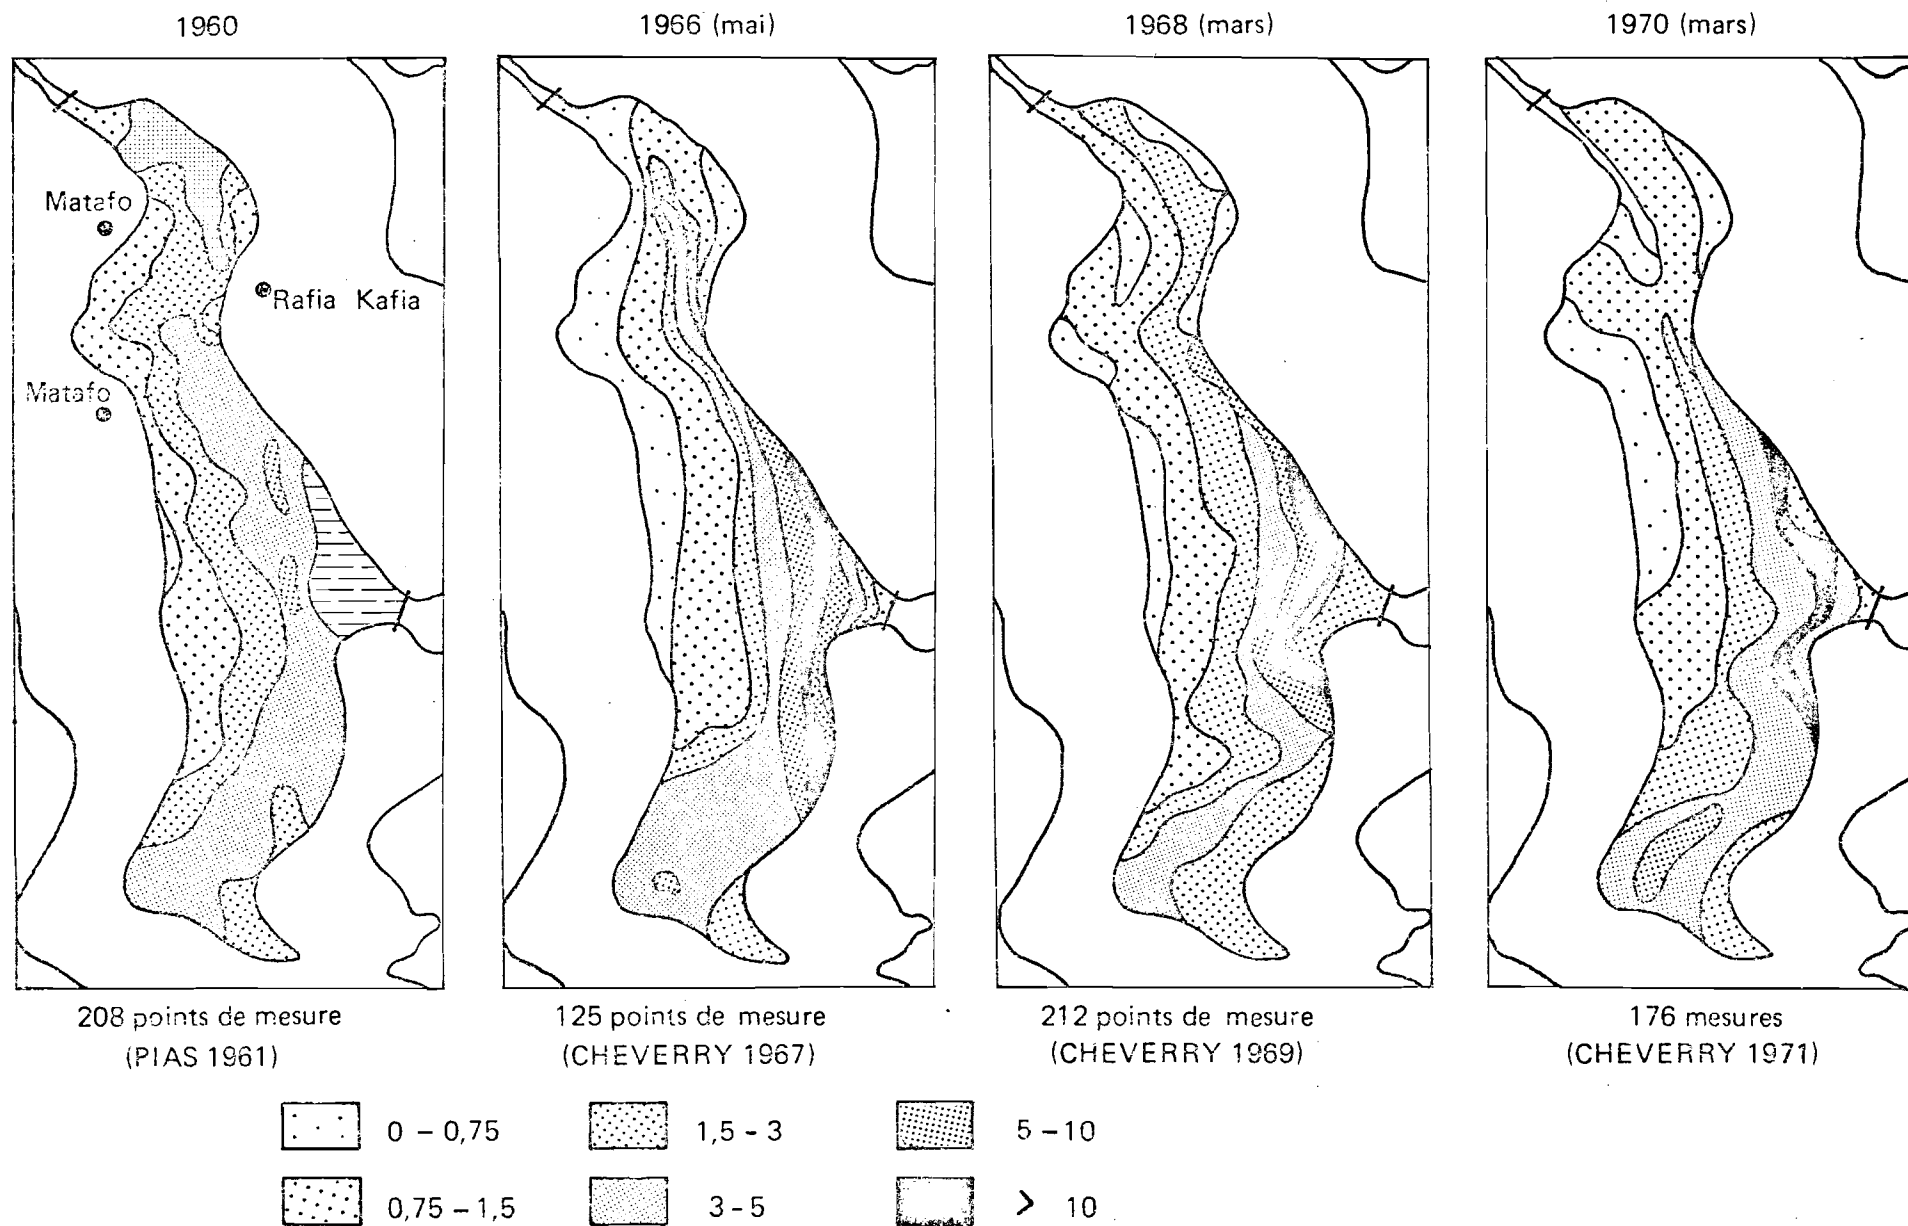 1960
1966 (mai)
1968 (mars)
1970 (mars)
Matafo
Rafia Kafia
Matafo
208 points de mesure
(PIAS 1961)
125 points de mesure
(CHEVERRY 1967)
212 points de mesure
(CHEVERRY 1969)
176 mesures
(CHEVERRY 1971)
0 – 0,75
1,5 – 3
5 – 10
0,75 – 1,5
3 – 5
> 10